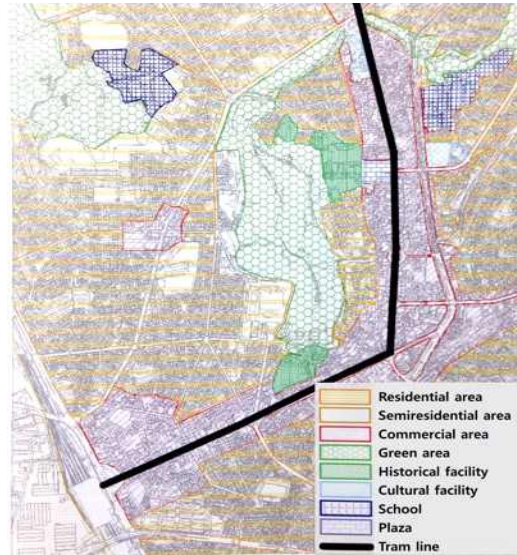 Residential area
Semiresidential area
Commercial area
Green area
Historical facility
Cultural facility
School
Plaza
Tram line